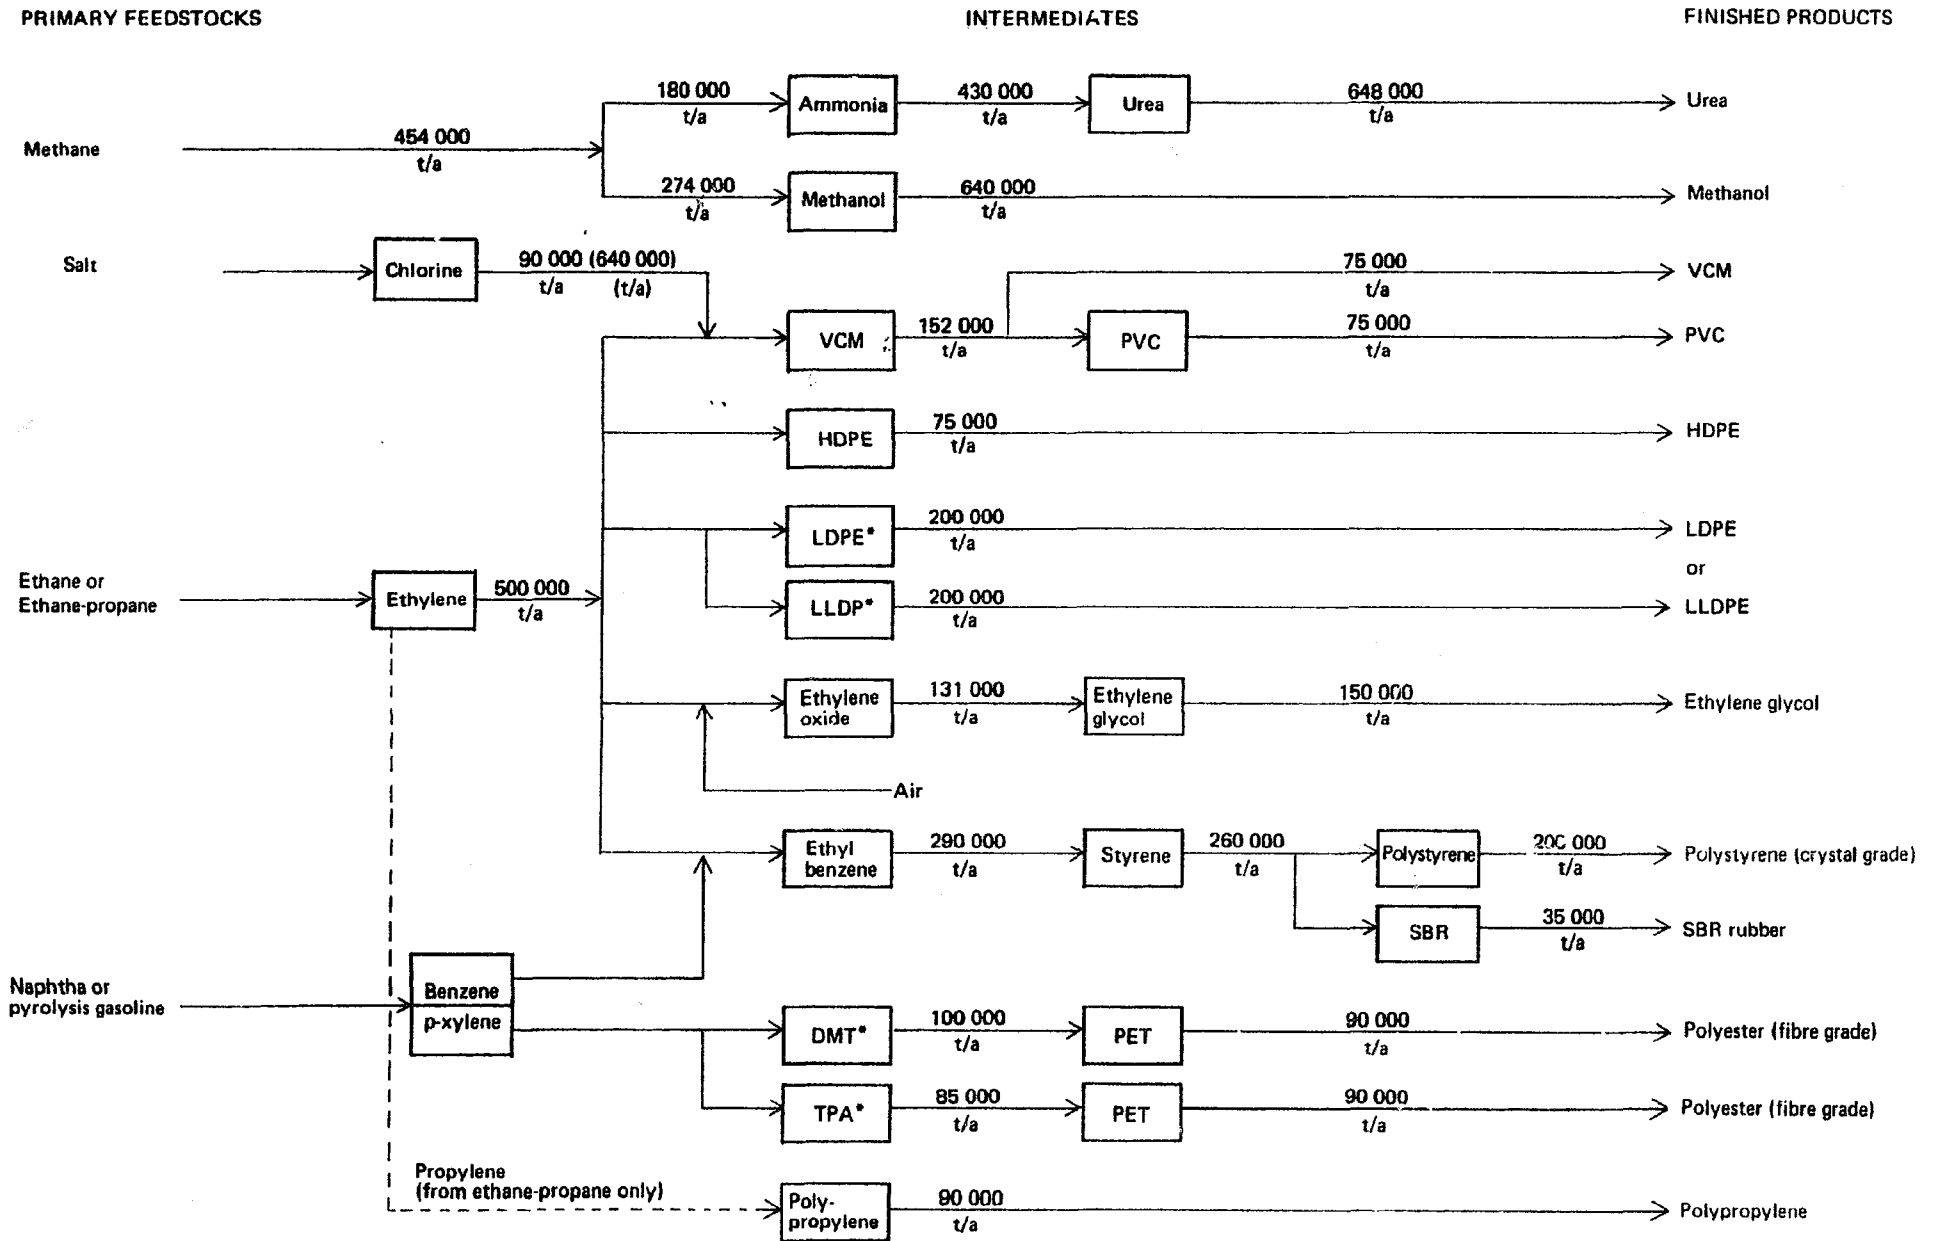 PRIMARY FEEDSTOCKS
INTERMEDIATES
FINISHED PRODUCTS
180 000
t/a
Ammonia
430 000
t/a
Urea
648 000
t/a
Urea
Methane
454 000
t/a
274 000
t/a
Methanol
640 000
t/a
Methanol
Salt
Chlorine
90 000 (640 000)
t/a (t/a)
75 000
t/a
VCM
VCM
152 000
t/a
PVC
75 000
t/a
PVC
HDPE
75 000
t/a
HDPE
LDPE*
200 000
t/a
LDPE
or
Ethane or
Ethane-propane
Ethylene
500 000
t/a
LLDP*
200 000
t/a
LLDPE
Ethylene
oxide
131 000
t/a
Ethylene
glycol
150 000
t/a
Ethylene glycol
Air
Ethyl
benzene
290 000
t/a
Styrene
260 000
t/a
Polystyrene
200 000
t/a
Polystyrene (crystal grade)
SBR
35 000
t/a
SBR rubber
Naphtha or
pyrolysis gasoline
Benzene
p-xylene
DMT*
100 000
t/a
PET
90 000
t/a
Polyester (fibre grade)
TPA*
85 000
t/a
PET
90 000
t/a
Polyester (fibre grade)
Propylene
(from ethane-propane only)
Poly-
propylene
90 000
t/a
Polypropylene